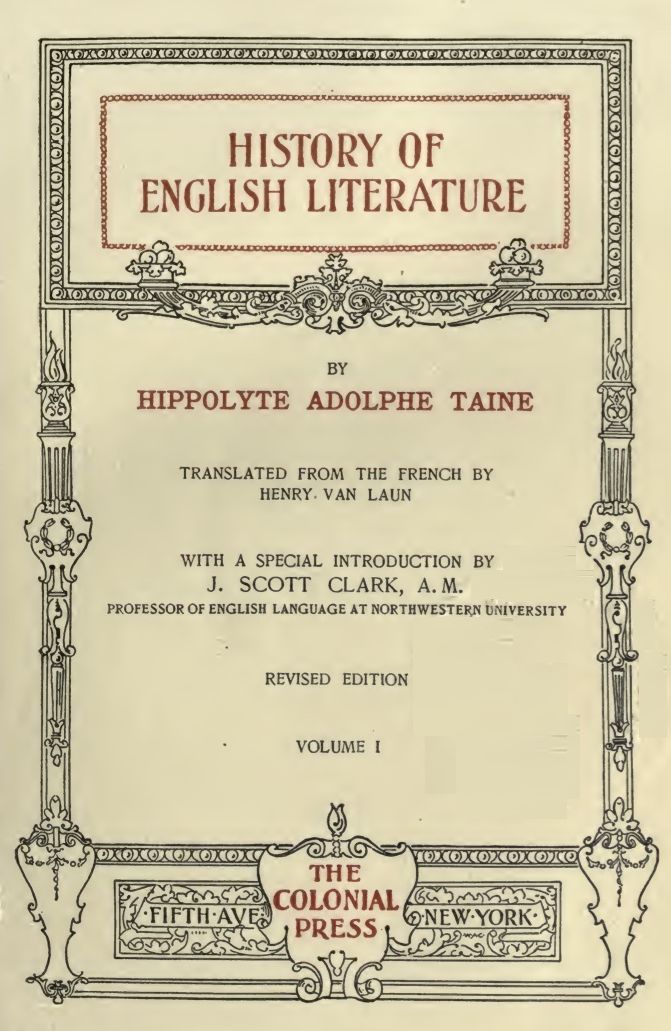 HISTORY OF
ENGLISH LITERATURE
BY
HIPPOLYTE ADOLPHE TAINE
TRANSLATED FROM THE FRENCH BY
HENRY VAN LAUN
WITH A SPECIAL INTRODUCTION BY
J. SCOTT CLARK, A.M.
PROFESSOR OF ENGLISH LANGUAGE AT NORTHWESTERN UNIVERSITY
REVISED EDITION
VOLUME I
THE
COLONIAL
PRESS
·FIFTH·AVE·
·NEW·YORK·